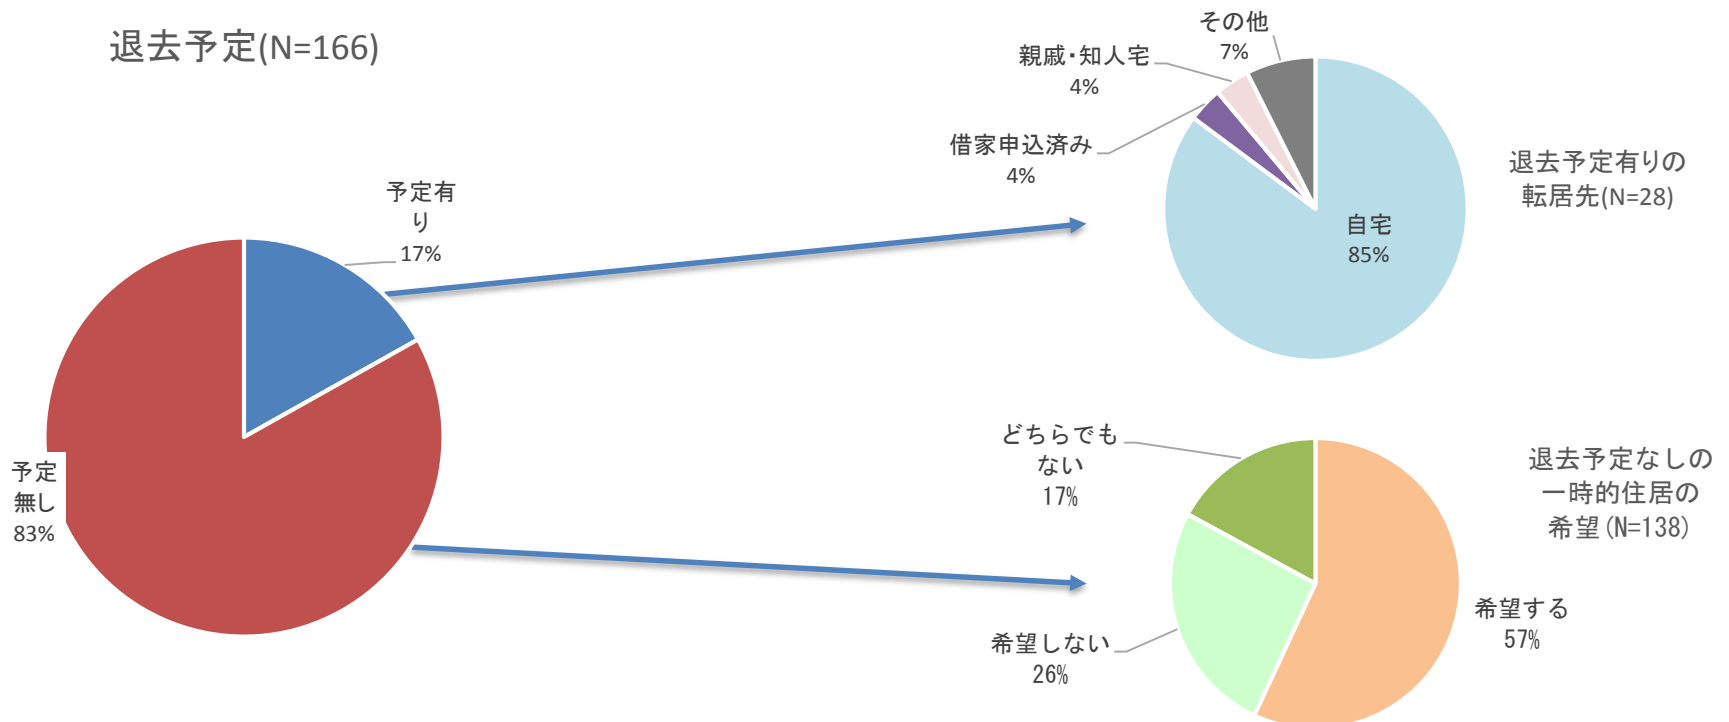 退去予定(N=166)
予定有
り
17%
予定
無し
83%
その他
7%
親戚・知人宅
4%
借家申込済み
4%
自宅
85%
退去予定有りの
転居先(N=28)
どちらでも
ない
17%
希望しない
26%
希望する
57%
退去予定なしの
一時的住居の
希望(N=138)